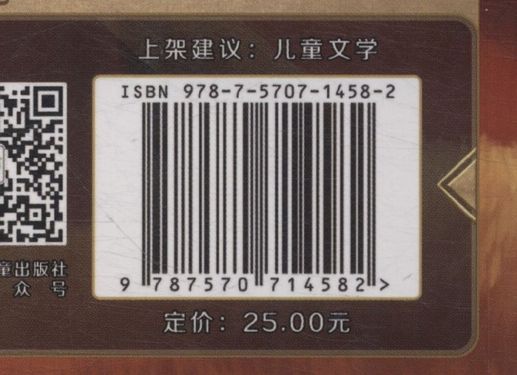 上架建议：儿童文学
ISBN 978-7-5707-1458-2
9 787570 714582 >
定价：25.00元
童出版社
众 号